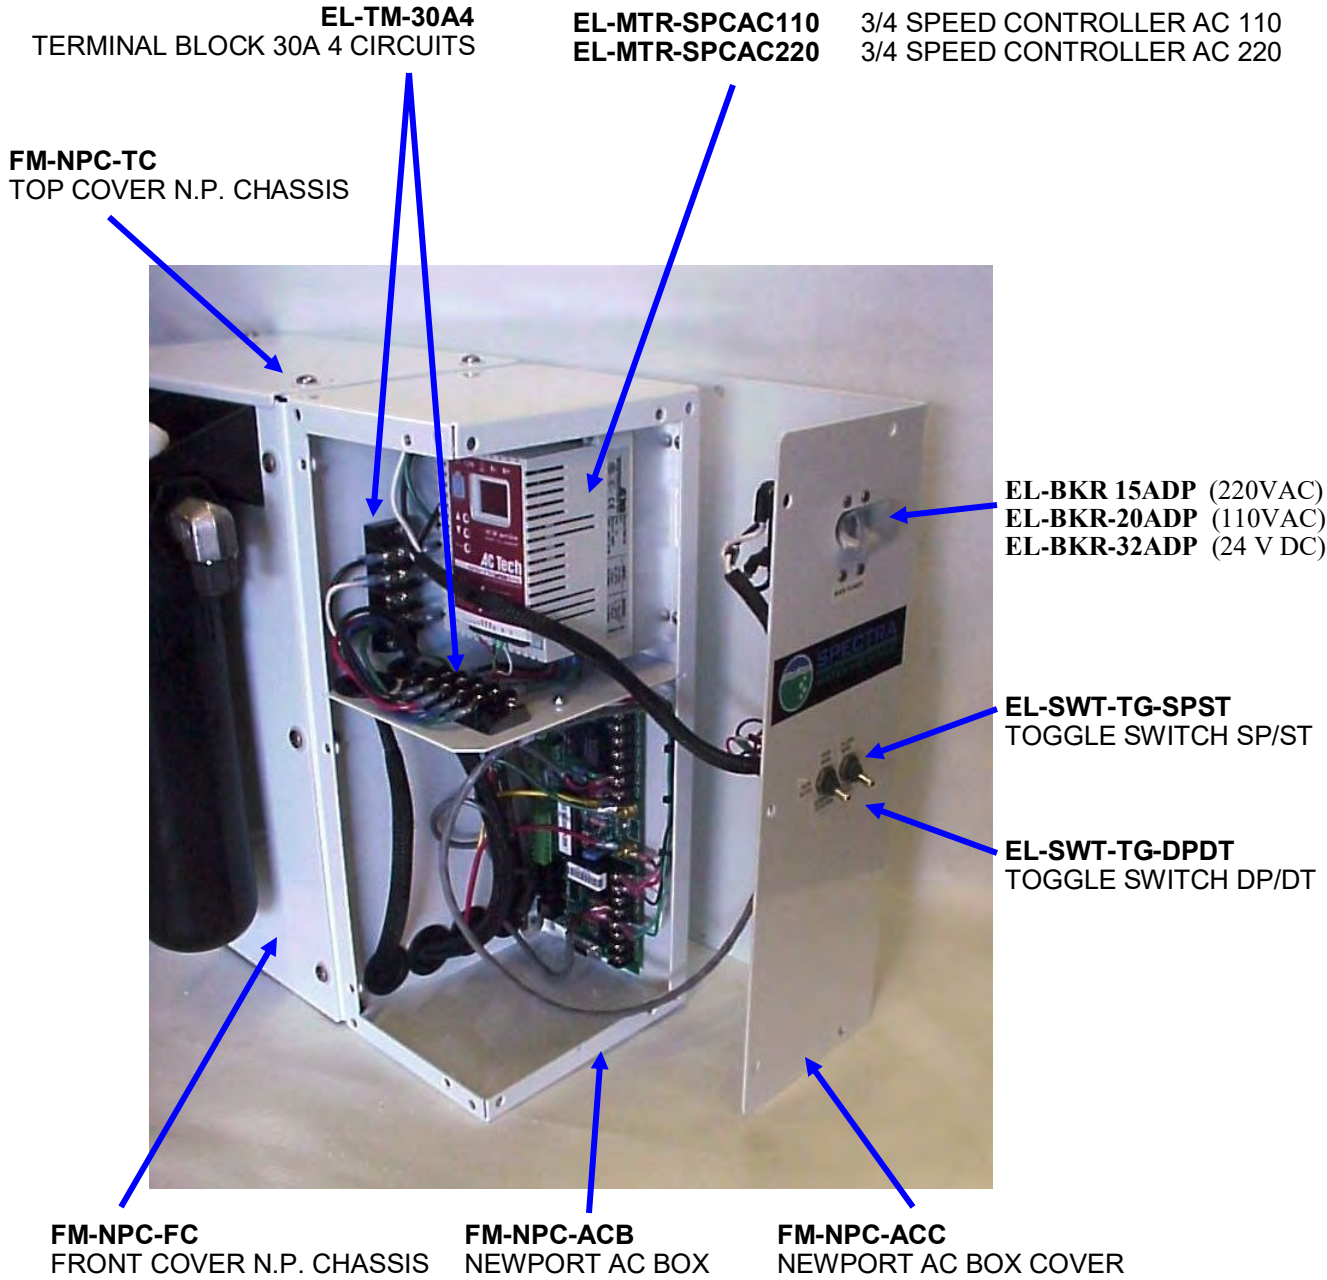 EL-TM-30A4
TERMINAL BLOCK 30A 4 CIRCUITS
EL-MTR-SPCAC110 3/4 SPEED CONTROLLER AC 110
EL-MTR-SPCAC220 3/4 SPEED CONTROLLER AC 220
FM-NPC-TC
TOP COVER N.P. CHASSIS
AC Tech
EL-BKR 15ADP (220VAC)
EL-BKR-20ADP (110VAC)
EL-BKR-32ADP (24 V DC)
SPECTRA
EL-SWT-TG-SPST
TOGGLE SWITCH SP/ST
EL-SWT-TG-DPDT
TOGGLE SWITCH DP/DT
FM-NPC-FC
FRONT COVER N.P. CHASSIS
FM-NPC-ACB
NEWPORT AC BOX
FM-NPC-ACC
NEWPORT AC BOX COVER